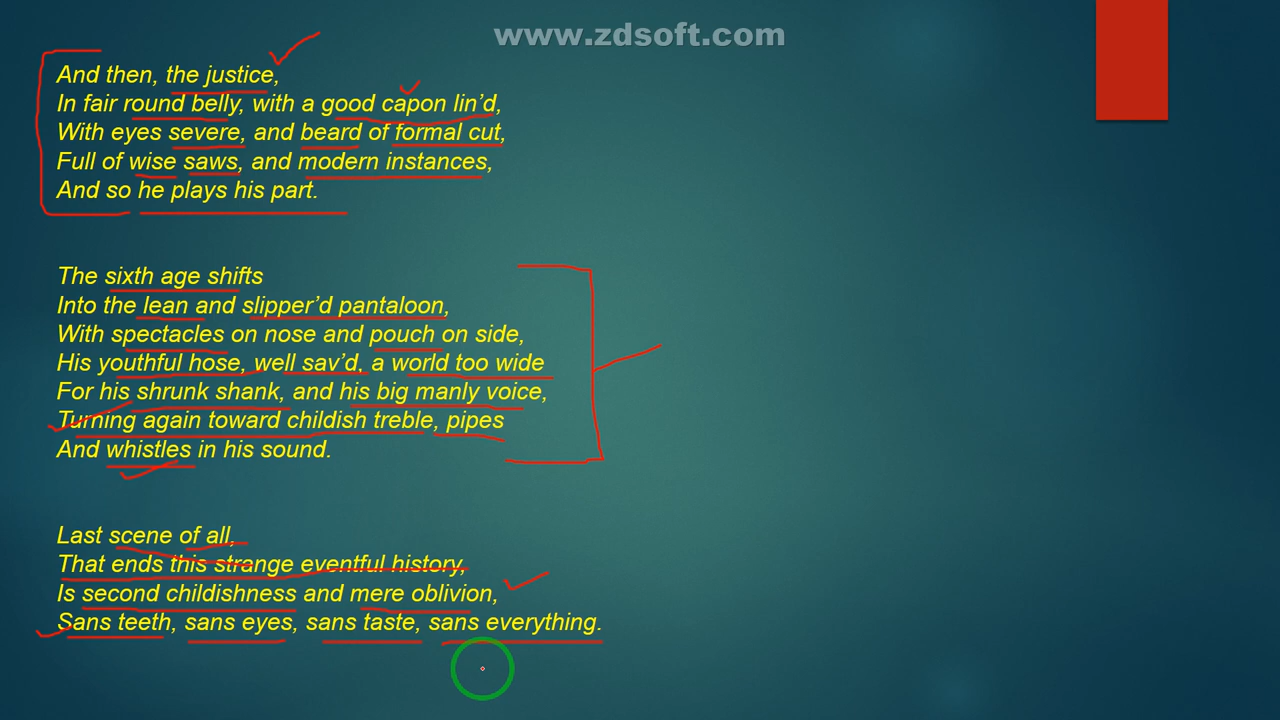 www.zdsoft.com
And then, the justice,
In fair round belly, with a good capon lin’d,
With eyes severe, and beard of formal cut,
Full of wise saws, and modern instances,
And so he plays his part.
The sixth age shifts
Into the lean and slipper’d pantaloon,
With spectacles on nose and pouch on side,
His youthful hose, well sav’d, a world too wide
For his shrunk shank, and his big manly voice,
Turning again toward childish treble, pipes
And whistles in his sound.
Last scene of all,
That ends this strange eventful history,
Is second childishness and mere oblivion,
Sans teeth, sans eyes, sans taste, sans everything.